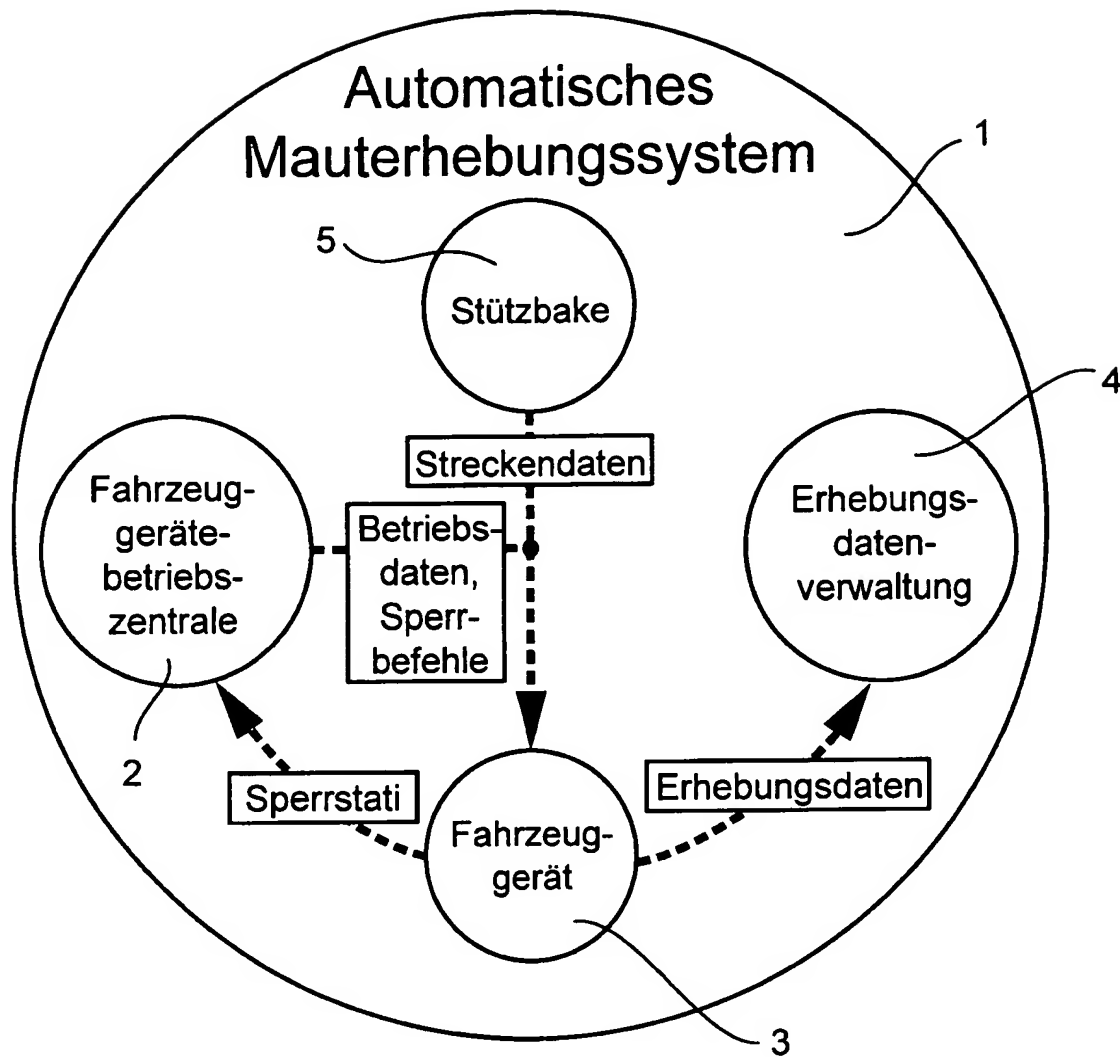 Automatisches
Mauterhebungssystem
1
5
Stützbake
4
Streckendaten
Fahrzeug-
geräte-
betriebs-
zentrale
2
Betriebs-
daten,
Sperr-
befehle
Erhebungs-
daten-
verwaltung
Sperrstati
Erhebungsdaten
Fahrzeug-
gerät
3